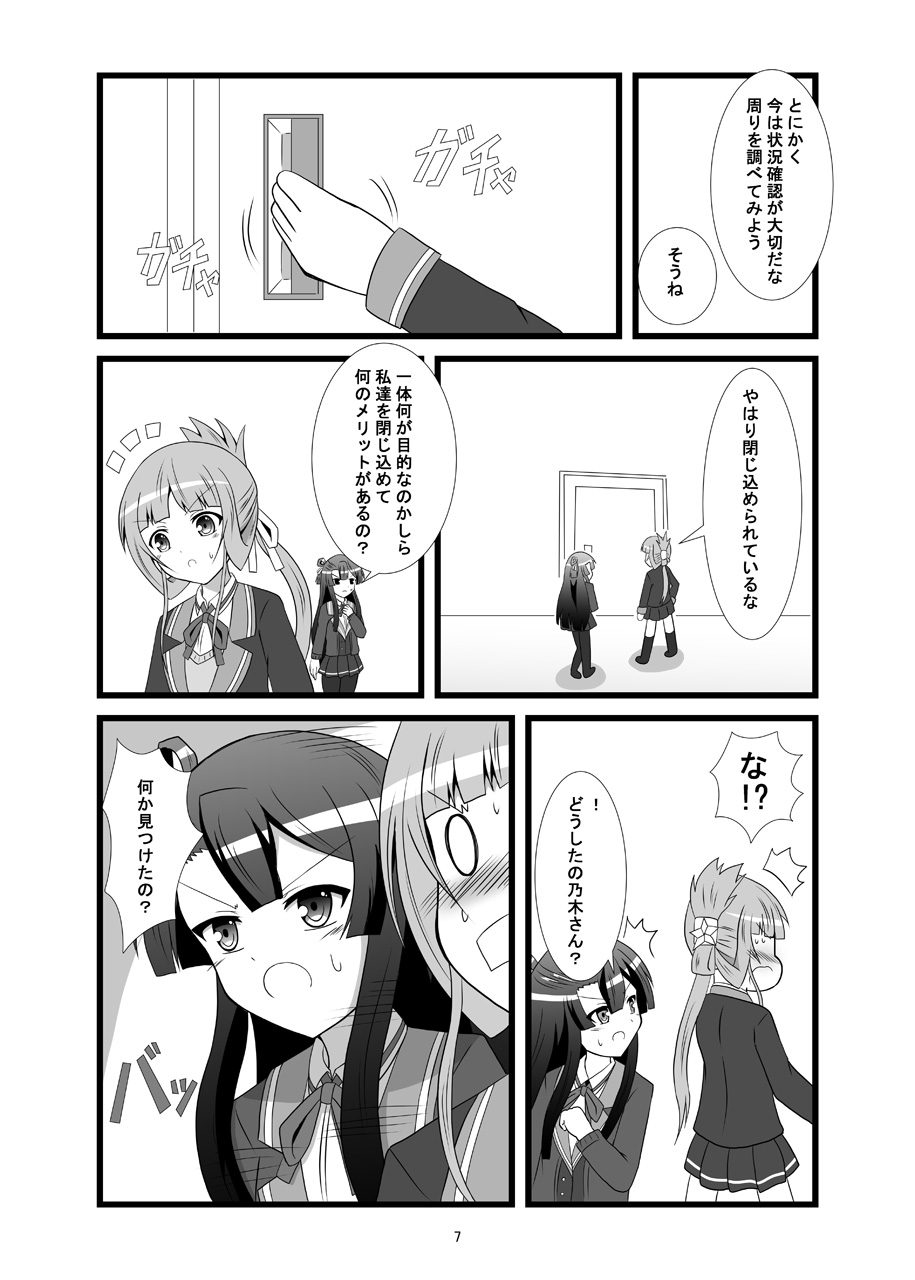 とにかく
今は状況確認が大切だな
周りを調べてみよう
そうね
ガチャ
ガチャ
やはり閉じ込められているな
一体何が目的なのかしら
私達を閉じ込めて
何のメリットがあるの？
な!?
！
どうしたの乃木さん？
何か見つけたの？
バッ
7